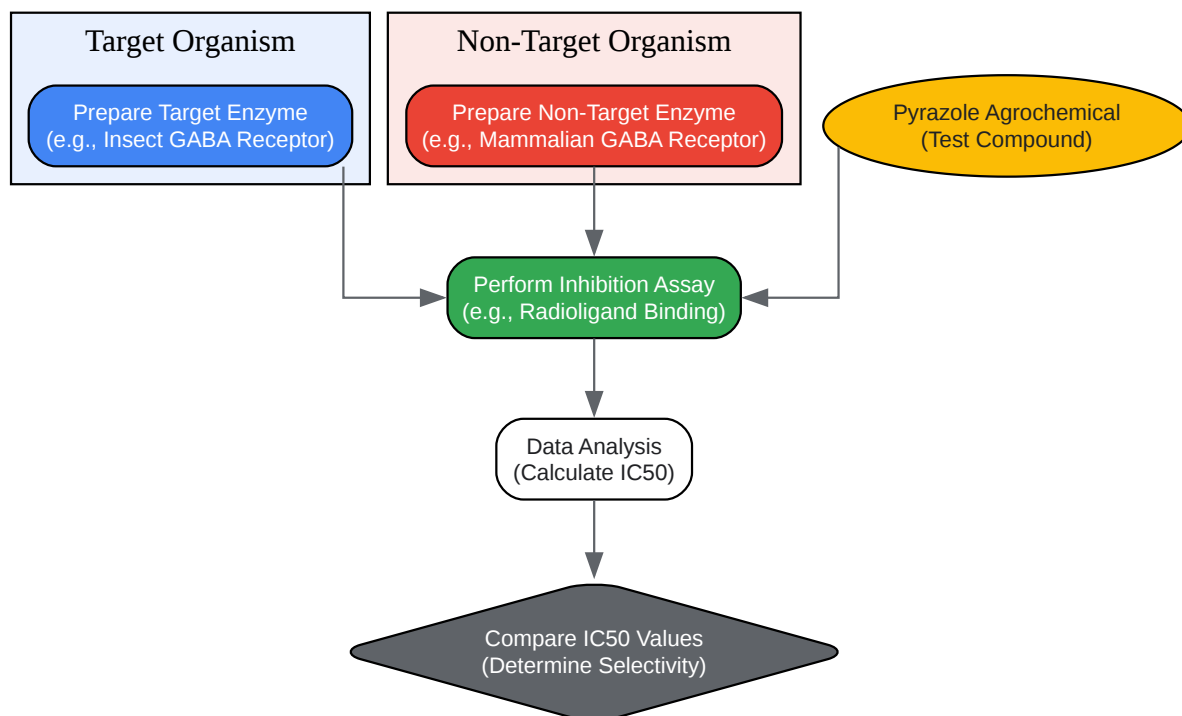 Target Organism
Prepare Target Enzyme
(e.g., Insect GABA Receptor)
Non-Target Organism
Prepare Non-Target Enzyme
(e.g., Mammalian GABA Receptor)
Pyrazole Agrochemical
(Test Compound)
Perform Inhibition Assay
(e.g., Radioligand Binding)
Data Analysis
(Calculate IC50)
Compare IC50 Values
(Determine Selectivity)